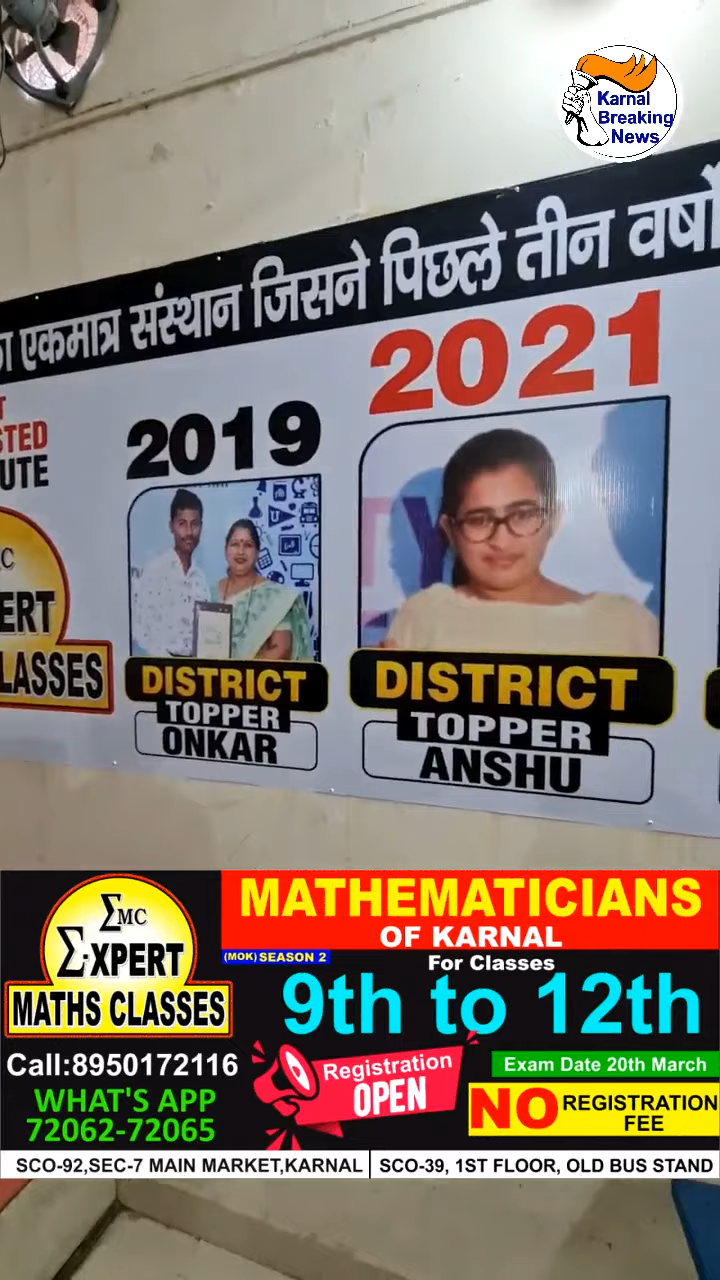 Karnal
Breaking
News
एकमात्र संस्थान जिसने पिछले तीन वर्षों
STED
UTE
2019
2021
MC
ERT
LASSES
DISTRICT
TOPPER
ONKAR
DISTRICT
TOPPER
ANSHU
ΣMC
Σ-XPERT
MATHS CLASSES
MATHEMATICIANS
OF KARNAL
(MOK) SEASON 2
For Classes
9th to 12th
Call:8950172116
WHAT'S APP
72062-72065
Registration
OPEN
Exam Date 20th March
NO REGISTRATION
FEE
SCO-92,SEC-7 MAIN MARKET,KARNAL
SCO-39, 1ST FLOOR, OLD BUS STAND